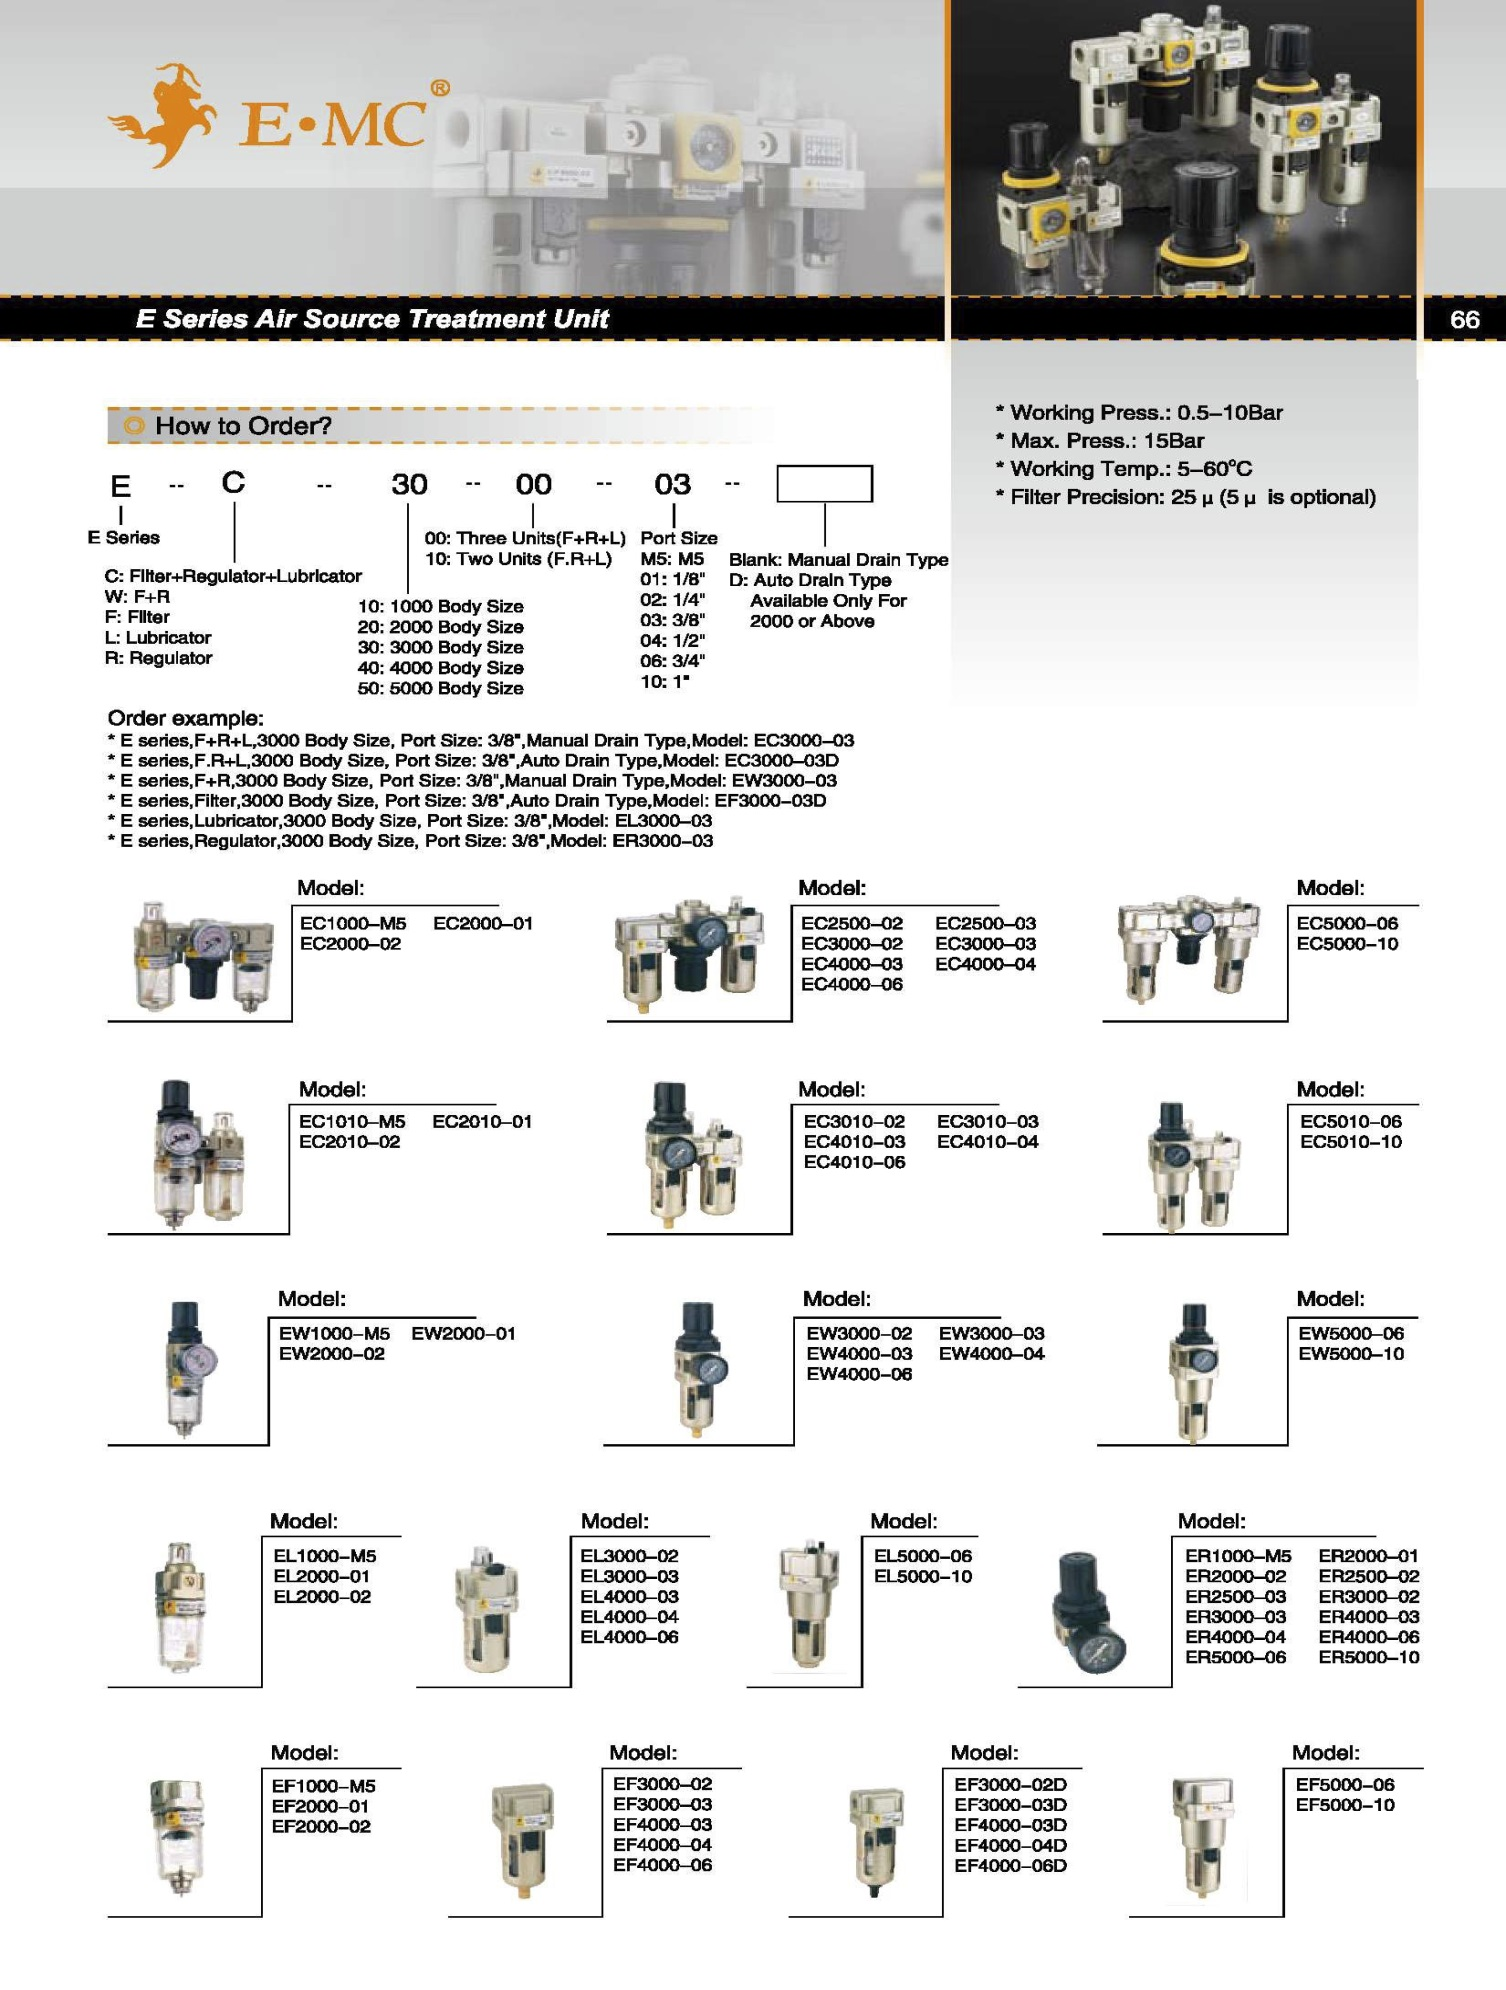 E•MC®
E Series Air Source Treatment Unit
66
How to Order?
E -- C -- 30 -- 00 -- 03 --
E Series
C: Filter+Regulator+Lubricator
W: F+R
F: Filter
L: Lubricator
R: Regulator
10: 1000 Body Size
20: 2000 Body Size
30: 3000 Body Size
40: 4000 Body Size
50: 5000 Body Size
00: Three Units(F+R+L)
10: Two Units (F.R+L)
Port Size
M5: M5
01: 1/8"
02: 1/4"
03: 3/8"
04: 1/2"
06: 3/4"
10: 1"
Blank: Manual Drain Type
D: Auto Drain Type
Available Only For
2000 or Above
* Working Press.: 0.5–10Bar
* Max. Press.: 15Bar
* Working Temp.: 5–60°C
* Filter Precision: 25 μ (5 μ is optional)
Order example:
* E series,F+R+L,3000 Body Size, Port Size: 3/8",Manual Drain Type,Model: EC3000–03
* E series,F.R+L,3000 Body Size, Port Size: 3/8",Auto Drain Type,Model: EC3000–03D
* E series,F+R,3000 Body Size, Port Size: 3/8",Manual Drain Type,Model: EW3000–03
* E series,Filter,3000 Body Size, Port Size: 3/8",Auto Drain Type,Model: EF3000–03D
* E series,Lubricator,3000 Body Size, Port Size: 3/8",Model: EL3000–03
* E series,Regulator,3000 Body Size, Port Size: 3/8",Model: ER3000–03
Model:
EC1000–M5 EC2000–01
EC2000–02
Model:
EC2500–02 EC2500–03
EC3000–02 EC3000–03
EC4000–03 EC4000–04
EC4000–06
Model:
EC5000–06
EC5000–10
Model:
EC1010–M5 EC2010–01
EC2010–02
Model:
EC3010–02 EC3010–03
EC4010–03 EC4010–04
EC4010–06
Model:
EC5010–06
EC5010–10
Model:
EW1000–M5 EW2000–01
EW2000–02
Model:
EW3000–02 EW3000–03
EW4000–03 EW4000–04
EW4000–06
Model:
EW5000–06
EW5000–10
Model:
EL1000–M5
EL2000–01
EL2000–02
Model:
EL3000–02
EL3000–03
EL4000–03
EL4000–04
EL4000–06
Model:
EL5000–06
EL5000–10
Model:
ER1000–M5 ER2000–01
ER2000–02 ER2500–02
ER2500–03 ER3000–02
ER3000–03 ER4000–03
ER4000–04 ER4000–06
ER5000–06 ER5000–10
Model:
EF1000–M5
EF2000–01
EF2000–02
Model:
EF3000–02
EF3000–03
EF4000–03
EF4000–04
EF4000–06
Model:
EF3000–02D
EF3000–03D
EF4000–03D
EF4000–04D
EF4000–06D
Model:
EF5000–06
EF5000–10